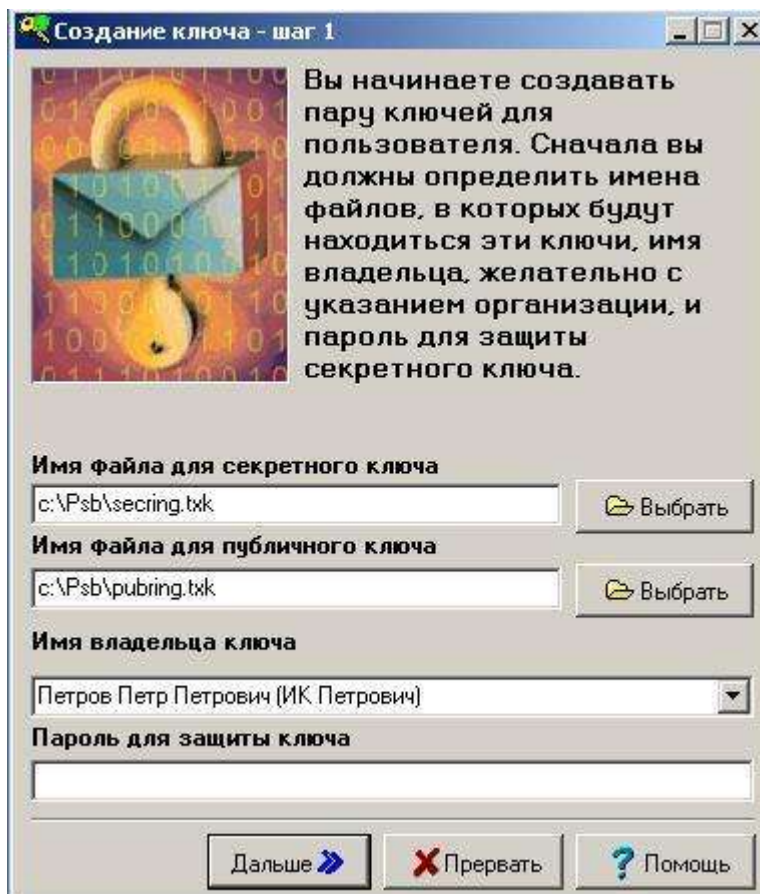 Создание ключа - шаг 1
Вы начинаете создавать
пару ключей для
пользователя. Сначала вы
должны определить имена
файлов, в которых будут
находиться эти ключи, имя
владельца, желательно с
указанием организации, и
пароль для защиты
секретного ключа.
Имя файла для секретного ключа
c:\Psb\secring.txk
Выбрать
Имя файла для публичного ключа
c:\Psb\pubring.txk
Выбрать
Имя владельца ключа
Петров Петр Петрович (ИК Петрович)
Пароль для защиты ключа
Дальше
Прервать
Помощь